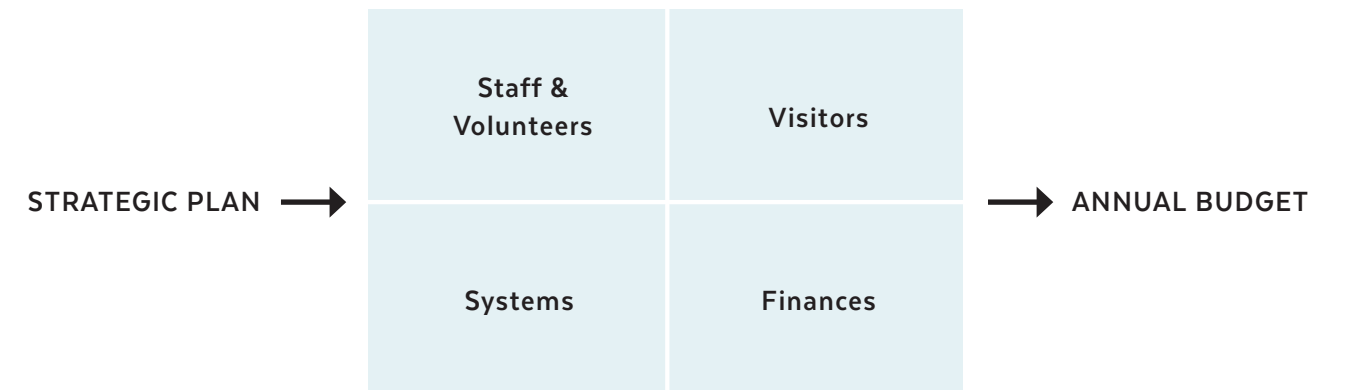 STRATEGIC PLAN
Staff &
Volunteers
Visitors
Systems
Finances
ANNUAL BUDGET